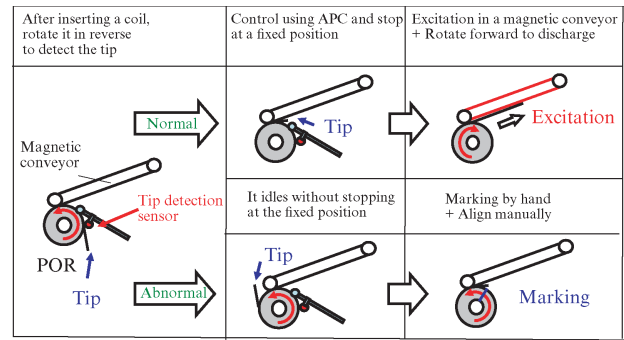 After inserting a coil,
rotate it in reverse
to detect the tip
Control using APC and stop
at a fixed position
Excitation in a magnetic conveyor
+ Rotate forward to discharge
Normal
Tip
Excitation
Magnetic
conveyor
Tip detection
sensor
POR
Tip
It idles without stopping
at the fixed position
Marking by hand
+ Align manually
Abnormal
Tip
Marking